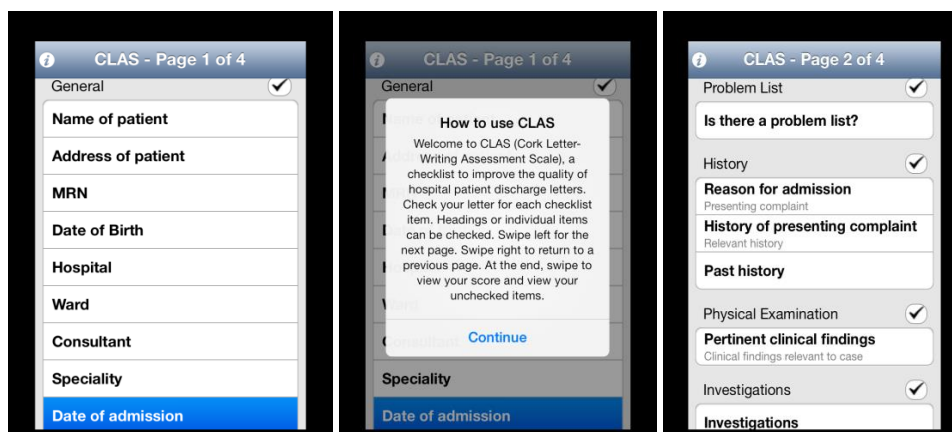 CLAS - Page 1 of 4
General
Name of patient
Address of patient
MRN
Date of Birth
Hospital
Ward
Consultant
Speciality
Date of admission
CLAS - Page 1 of 4
General
How to use CLAS
Welcome to CLAS (Cork Letter-
Writing Assessment Scale), a
checklist to improve the quality of
hospital patient discharge letters.
Check your letter for each checklist
item. Headings or individual items
can be checked. Swipe left for the
next page. Swipe right to return to a
previous page. At the end, swipe to
view your score and view your
unchecked items.
Continue
Speciality
Date of admission
CLAS - Page 2 of 4
Problem List
Is there a problem list?
History
Reason for admission
Presenting complaint
History of presenting complaint
Relevant history
Past history
Physical Examination
Pertinent clinical findings
Clinical findings relevant to case
Investigations
Investigations